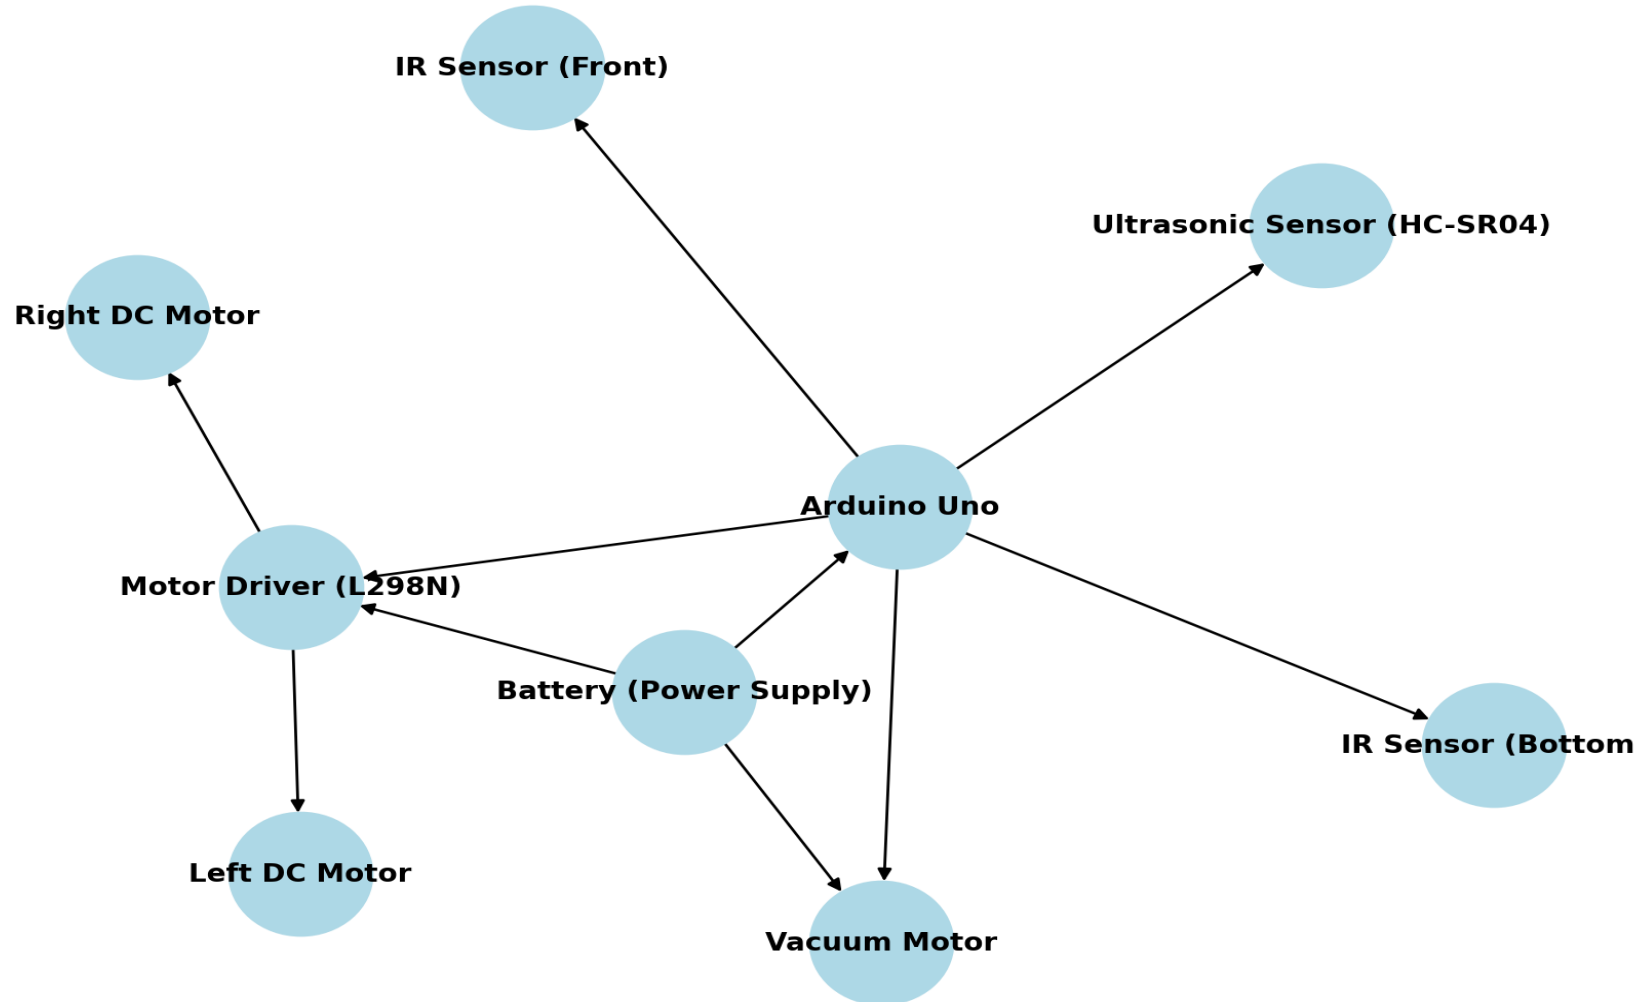 IR Sensor (Front)
Ultrasonic Sensor (HC-SR04)
Right DC Motor
Arduino Uno
Motor Driver (L298N)
Battery (Power Supply)
IR Sensor (Bottom
Left DC Motor
Vacuum Motor